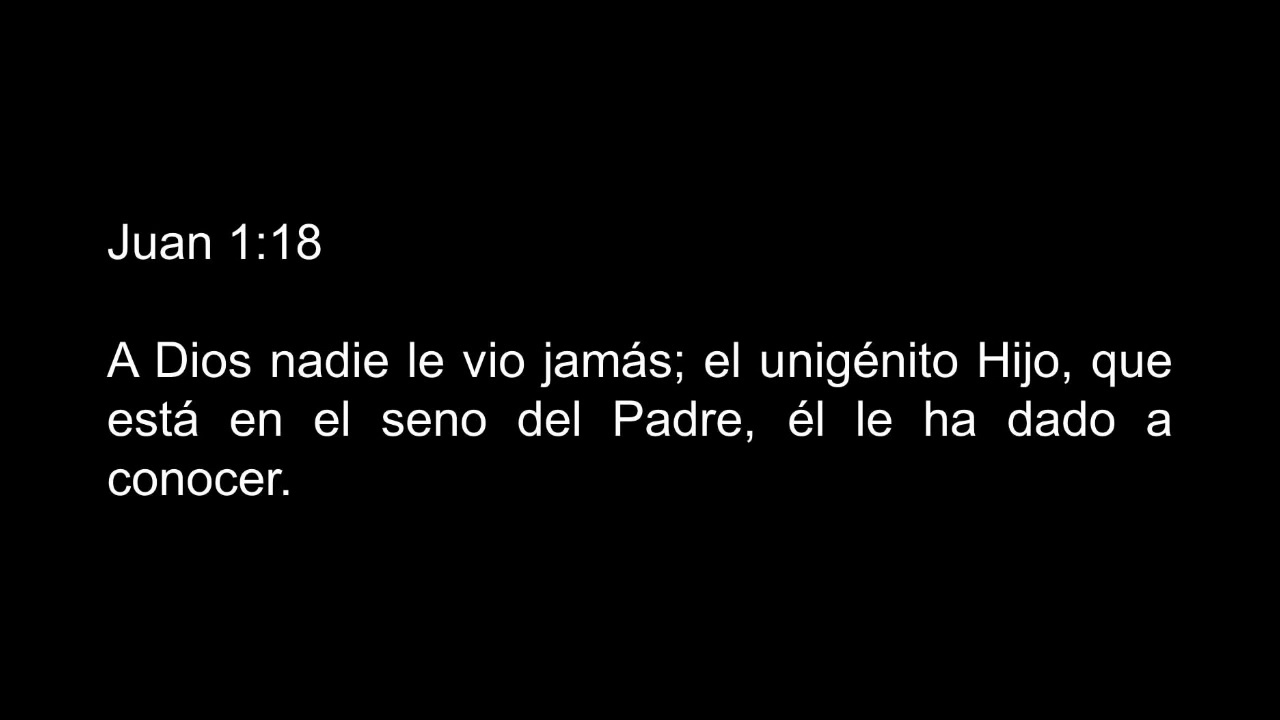 Juan 1:18
A Dios nadie le vio jamás; el unigénito Hijo, que
está en el seno del Padre, él le ha dado a
conocer.